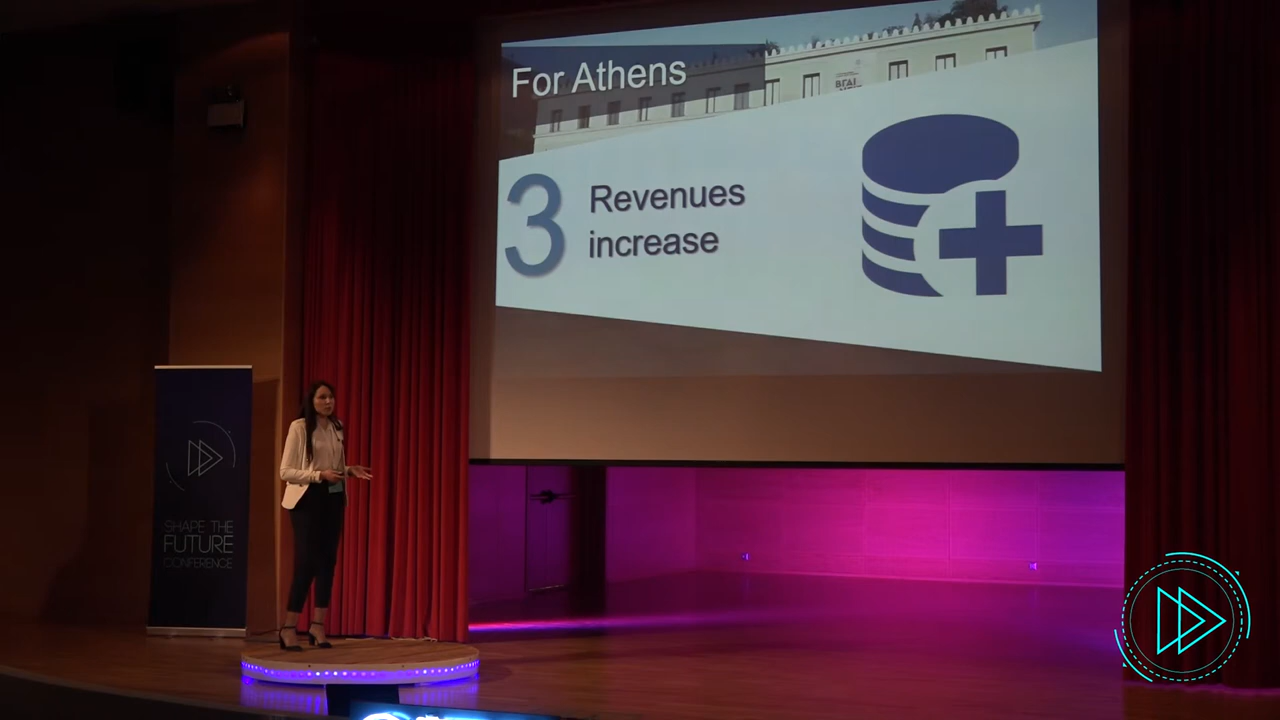 For Athens
3
Revenues
increase
SHAPE THE
FUTURE
CONFERENCE